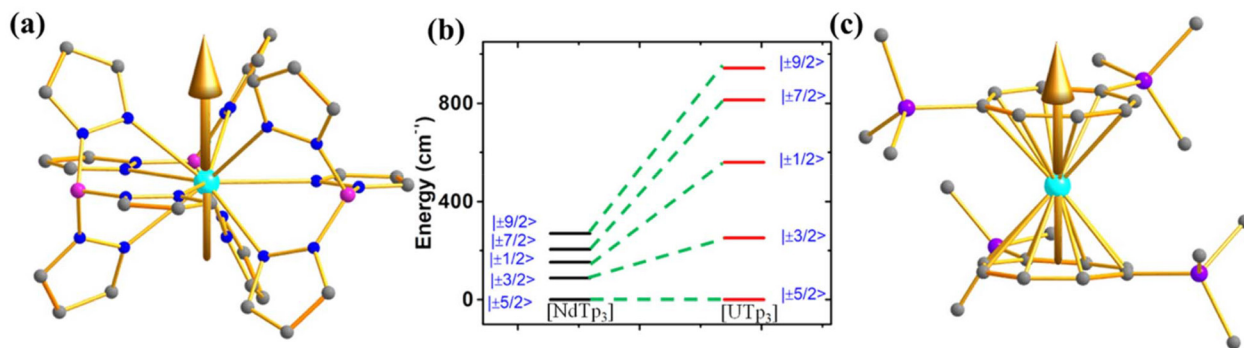 (a)
(b)
(c)
Energy (cm⁻¹)
800
400
0
|±9/2>
|±7/2>
|±1/2>
|±3/2>
|±5/2>
|±9/2>
|±7/2>
|±1/2>
|±3/2>
|±5/2>
[NdTp₃]
[UTp₃]